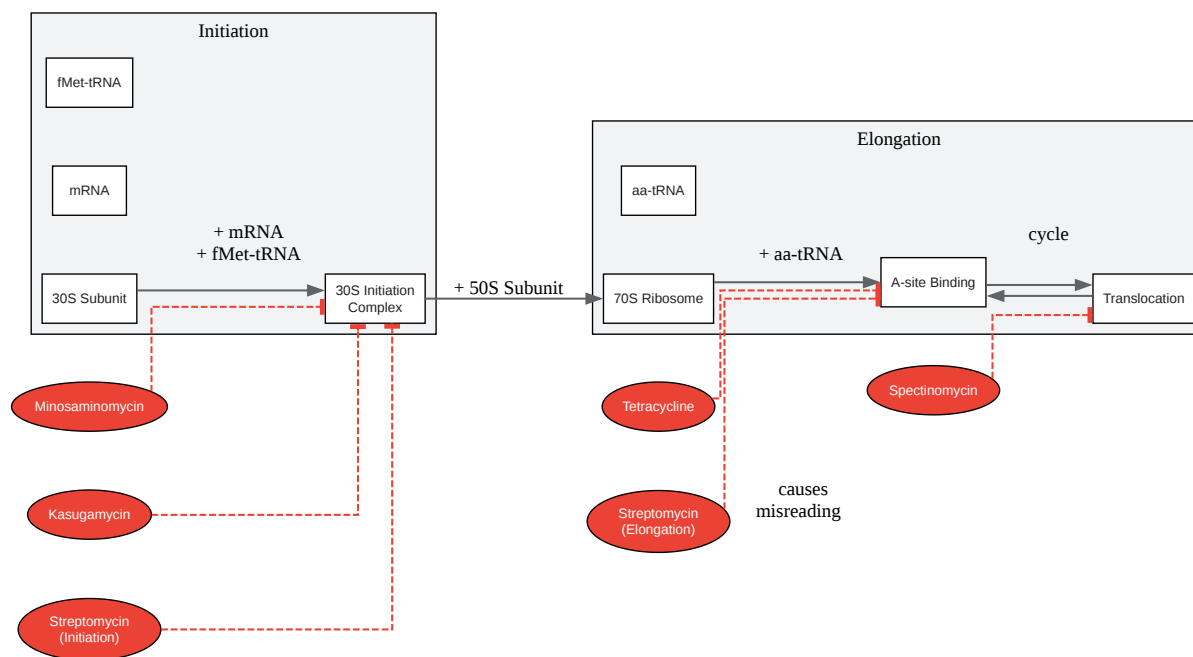 Initiation
fMet-tRNA
mRNA
+ mRNA
+ fMet-tRNA
30S Subunit
30S Initiation
Complex
+ 50S Subunit
Minosaminomycin
Kasugamycin
Streptomycin
(Initiation)
Elongation
aa-tRNA
+ aa-tRNA
cycle
70S Ribosome
A-site Binding
Translocation
Tetracycline
Spectinomycin
Streptomycin
(Elongation)
causes
misreading